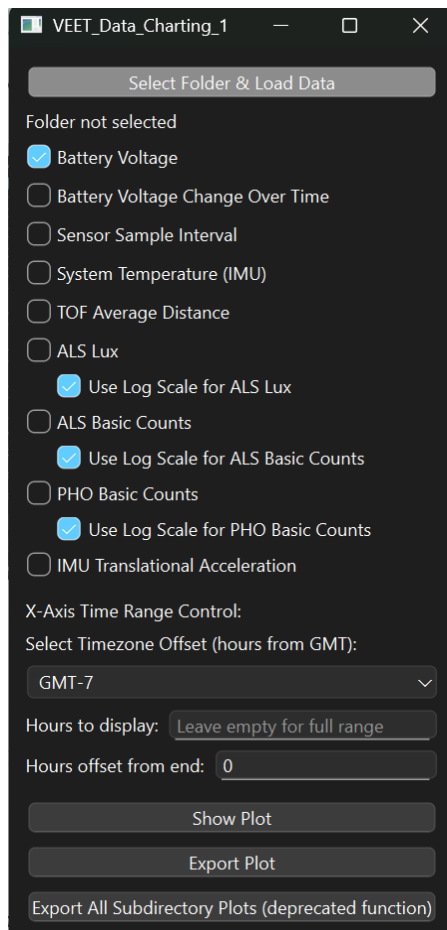 VEET_Data_Charting_1
Select Folder & Load Data
Folder not selected
Battery Voltage
Battery Voltage Change Over Time
Sensor Sample Interval
System Temperature (IMU)
TOF Average Distance
ALS Lux
Use Log Scale for ALS Lux
ALS Basic Counts
Use Log Scale for ALS Basic Counts
PHO Basic Counts
Use Log Scale for PHO Basic Counts
IMU Translational Acceleration
X-Axis Time Range Control:
Select Timezone Offset (hours from GMT):
GMT-7
Hours to display: Leave empty for full range
Hours offset from end: 0
Show Plot
Export Plot
Export All Subdirectory Plots (deprecated function)